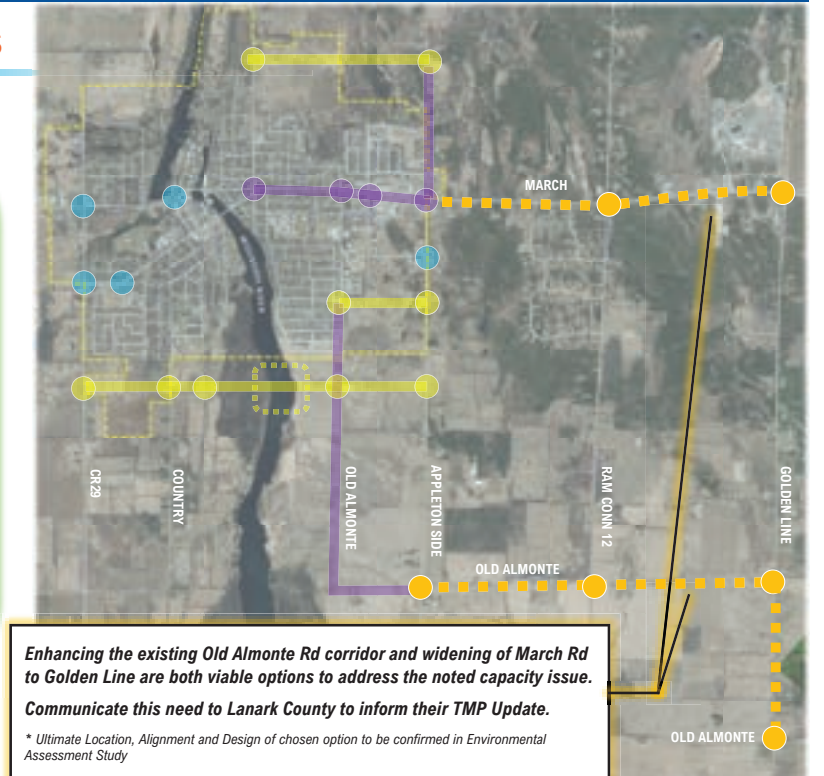 S
MARCH
CR29
COUNTRY
OLD ALMONTE
APPLETON SIDE
RAM CONN 12
GOLDEN LINE
OLD ALMONTE
Enhancing the existing Old Almonte Rd corridor and widening of March Rd
to Golden Line are both viable options to address the noted capacity issue.
Communicate this need to Lanark County to inform their TMP Update.
* Ultimate Location, Alignment and Design of chosen option to be confirmed in Environmental
Assessment Study
OLD ALMONTE